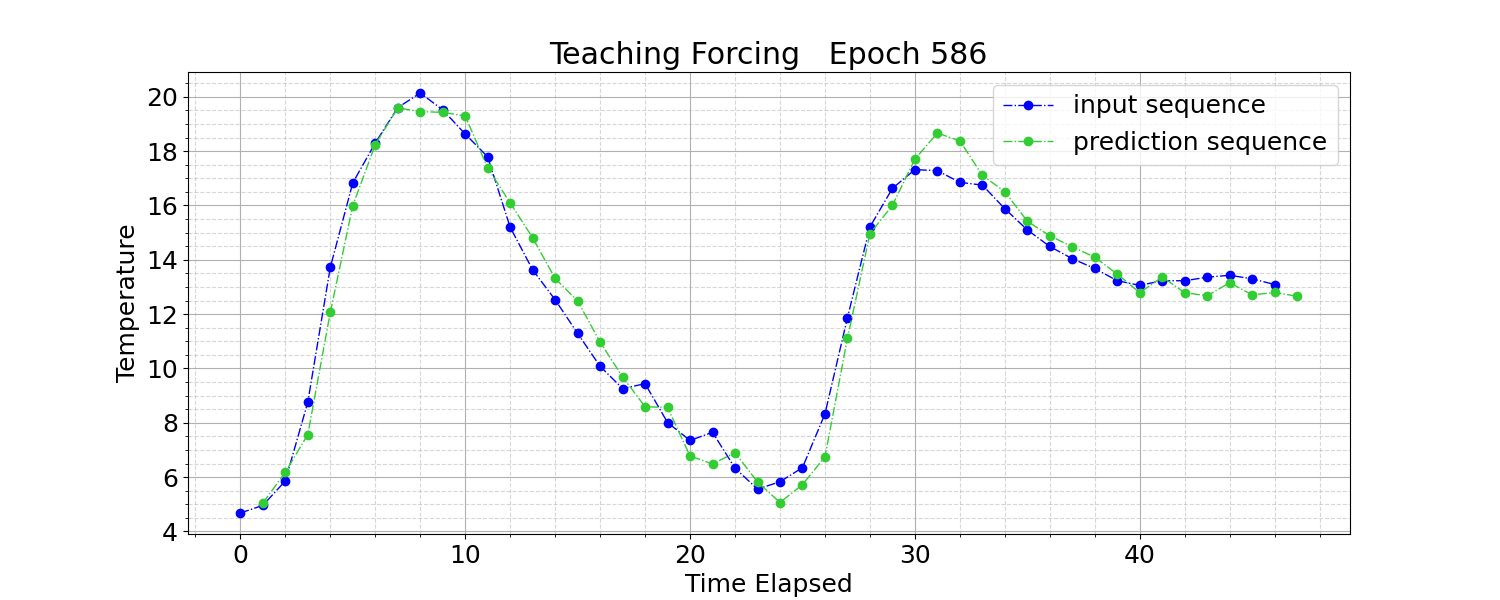 Teaching Forcing   Epoch 586
input sequence
prediction sequence
Temperature
20
18
16
14
12
10
8
6
4
0 10 20 30 40
Time Elapsed